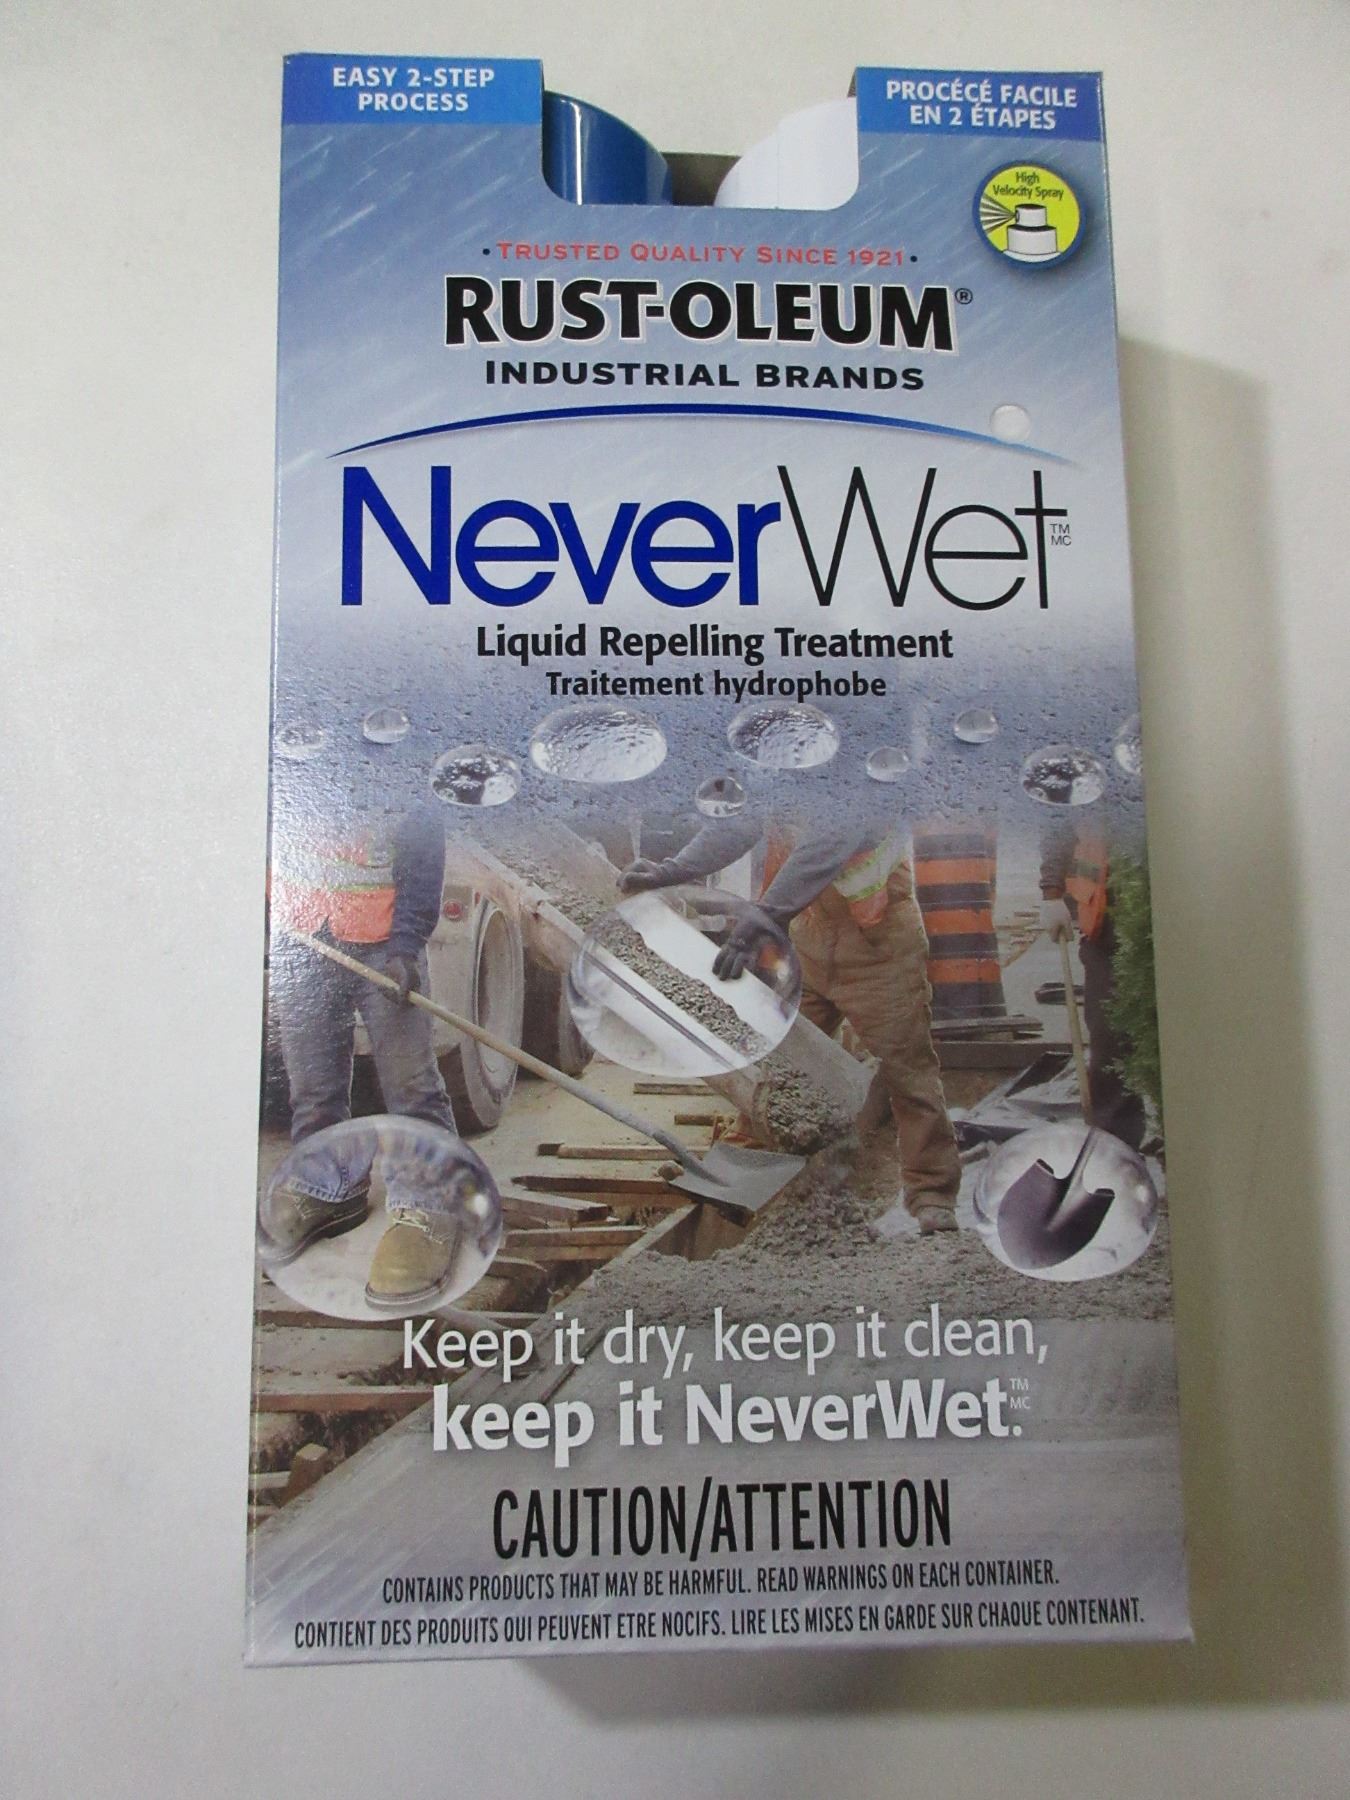 EASY 2-STEP
PROCESS
PROCÉCÉ FACILE
EN 2 ÉTAPES
High
Velocity Spray
• TRUSTED QUALITY SINCE 1921 •
RUST-OLEUM®
INDUSTRIAL BRANDS
NeverWet TM MC
Liquid Repelling Treatment
Traitement hydrophobe
Keep it dry, keep it clean,
keep it NeverWet. TM MC
CAUTION/ATTENTION
CONTAINS PRODUCTS THAT MAY BE HARMFUL. READ WARNINGS ON EACH CONTAINER.
CONTIENT DES PRODUITS QUI PEUVENT ETRE NOCIFS. LIRE LES MISES EN GARDE SUR CHAQUE CONTENANT.